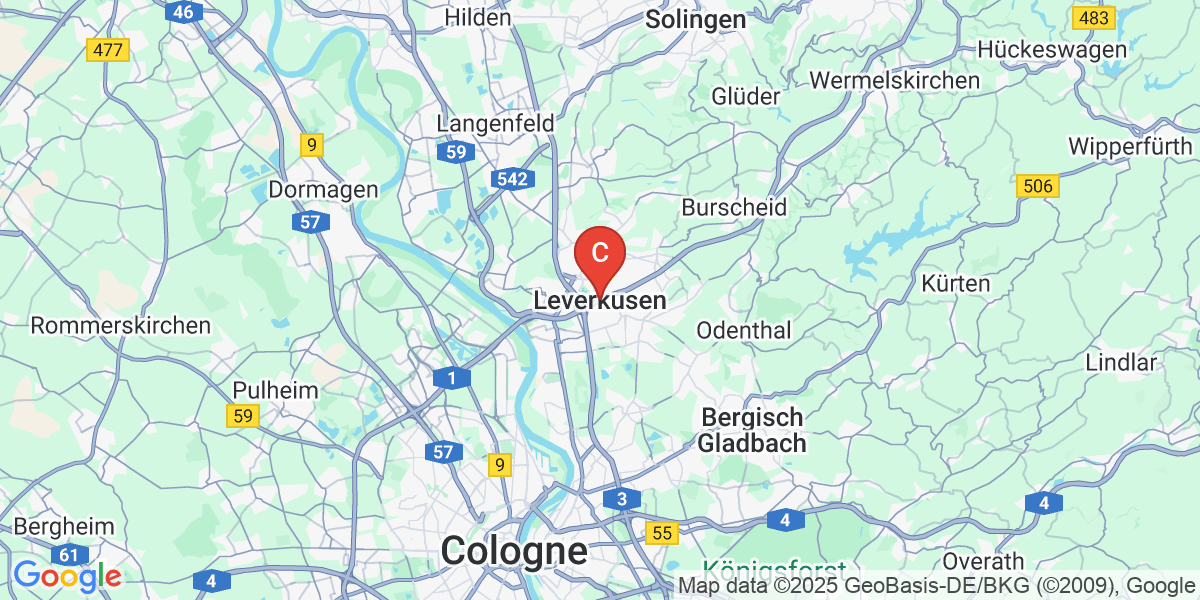 46
Hilden
Solingen
483
477
Hückeswagen
Wermelskirchen
Glüder
Langenfeld
9
59
Wipperfürth
542
506
Dormagen
57
Burscheid
C
Kürten
Leverkusen
Rommerskirchen
Odenthal
Lindlar
1
Pulheim
59
Bergisch
Gladbach
57
9
3
4
4
Bergheim
55
61
Cologne
Overath
Königsforst
Google
4
Map data ©2025 GeoBasis-DE/BKG (©2009), Google